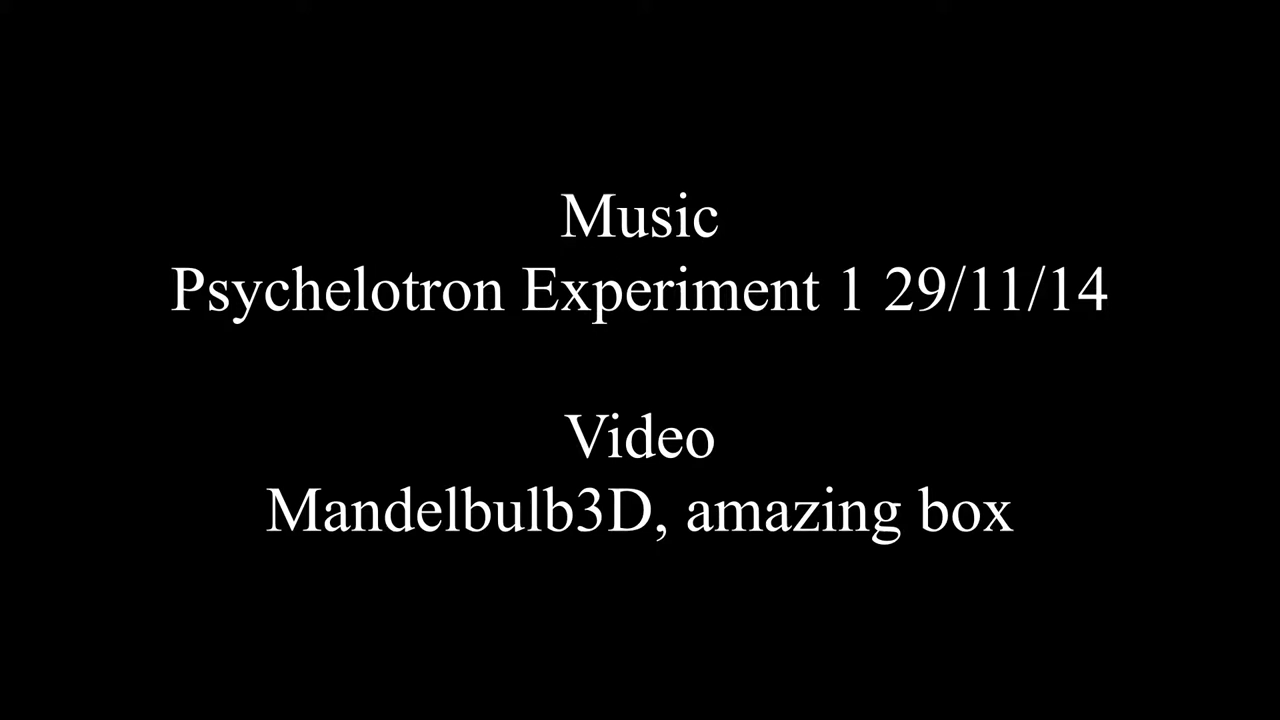 Music
Psychelotron Experiment 1 29/11/14
Video
Mandelbulb3D, amazing box